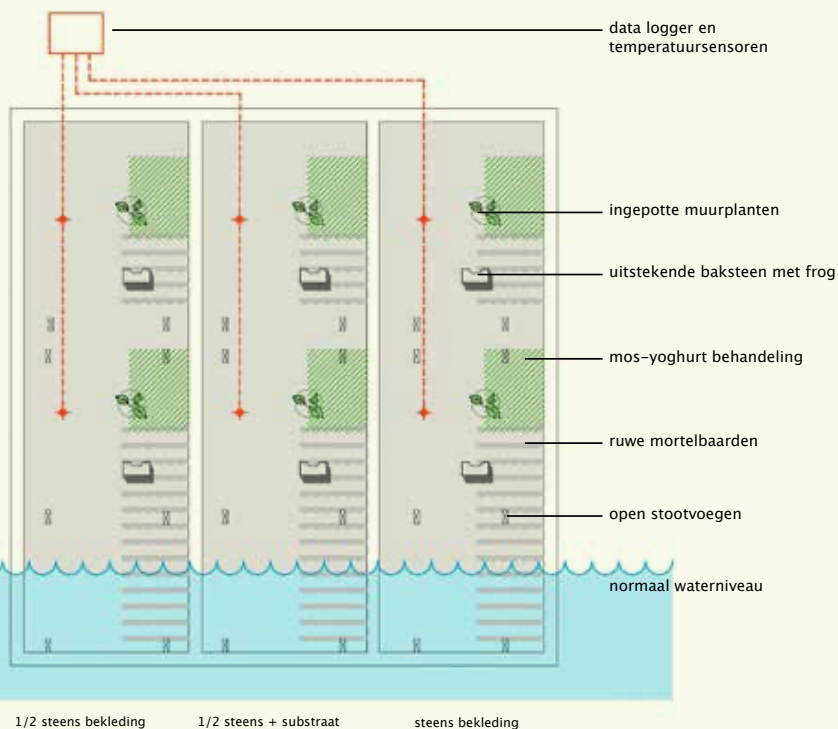 data logger en
temperatuursensoren
ingepotte muurplanten
uitstekende baksteen met frog
mos-yoghurt behandeling
ruwe mortelbaarden
open stootvoegen
normaal waterniveau
1/2 steens bekleding
1/2 steens + substraat
steens bekleding